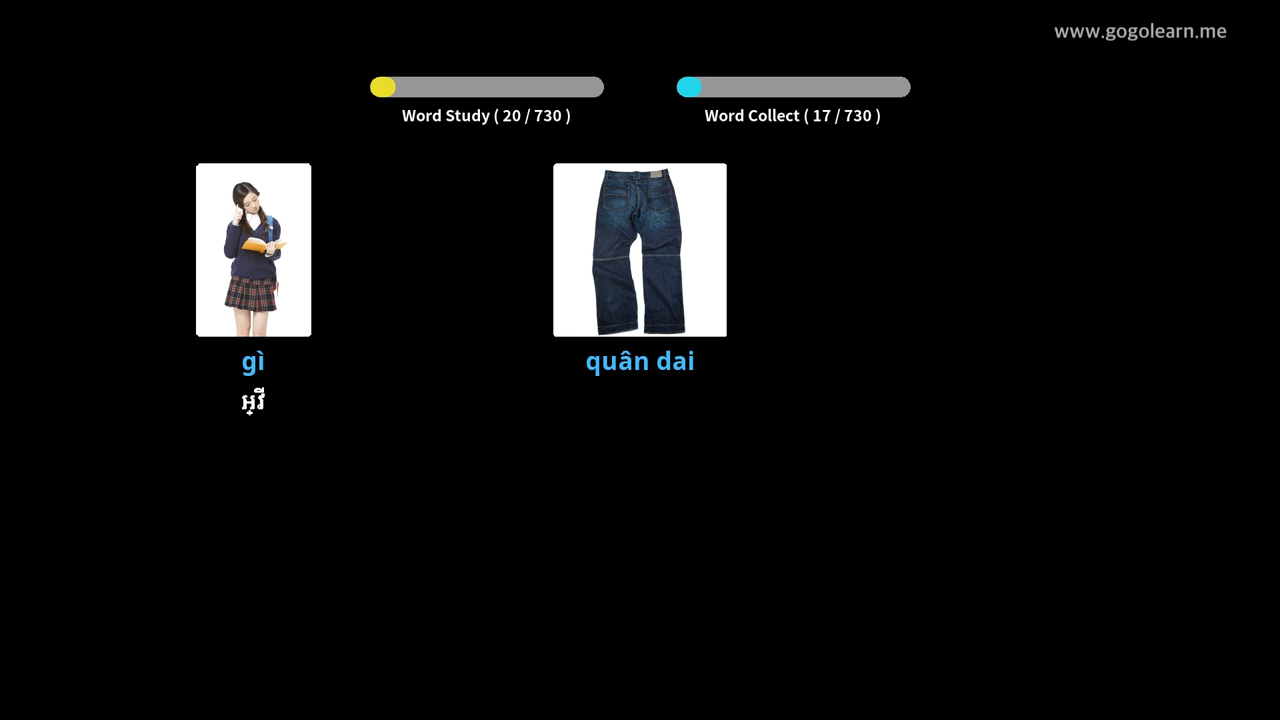 www.gogolearn.me
Word Study ( 20 / 730 )
Word Collect ( 17 / 730 )
gì
quân dai
អ្វី